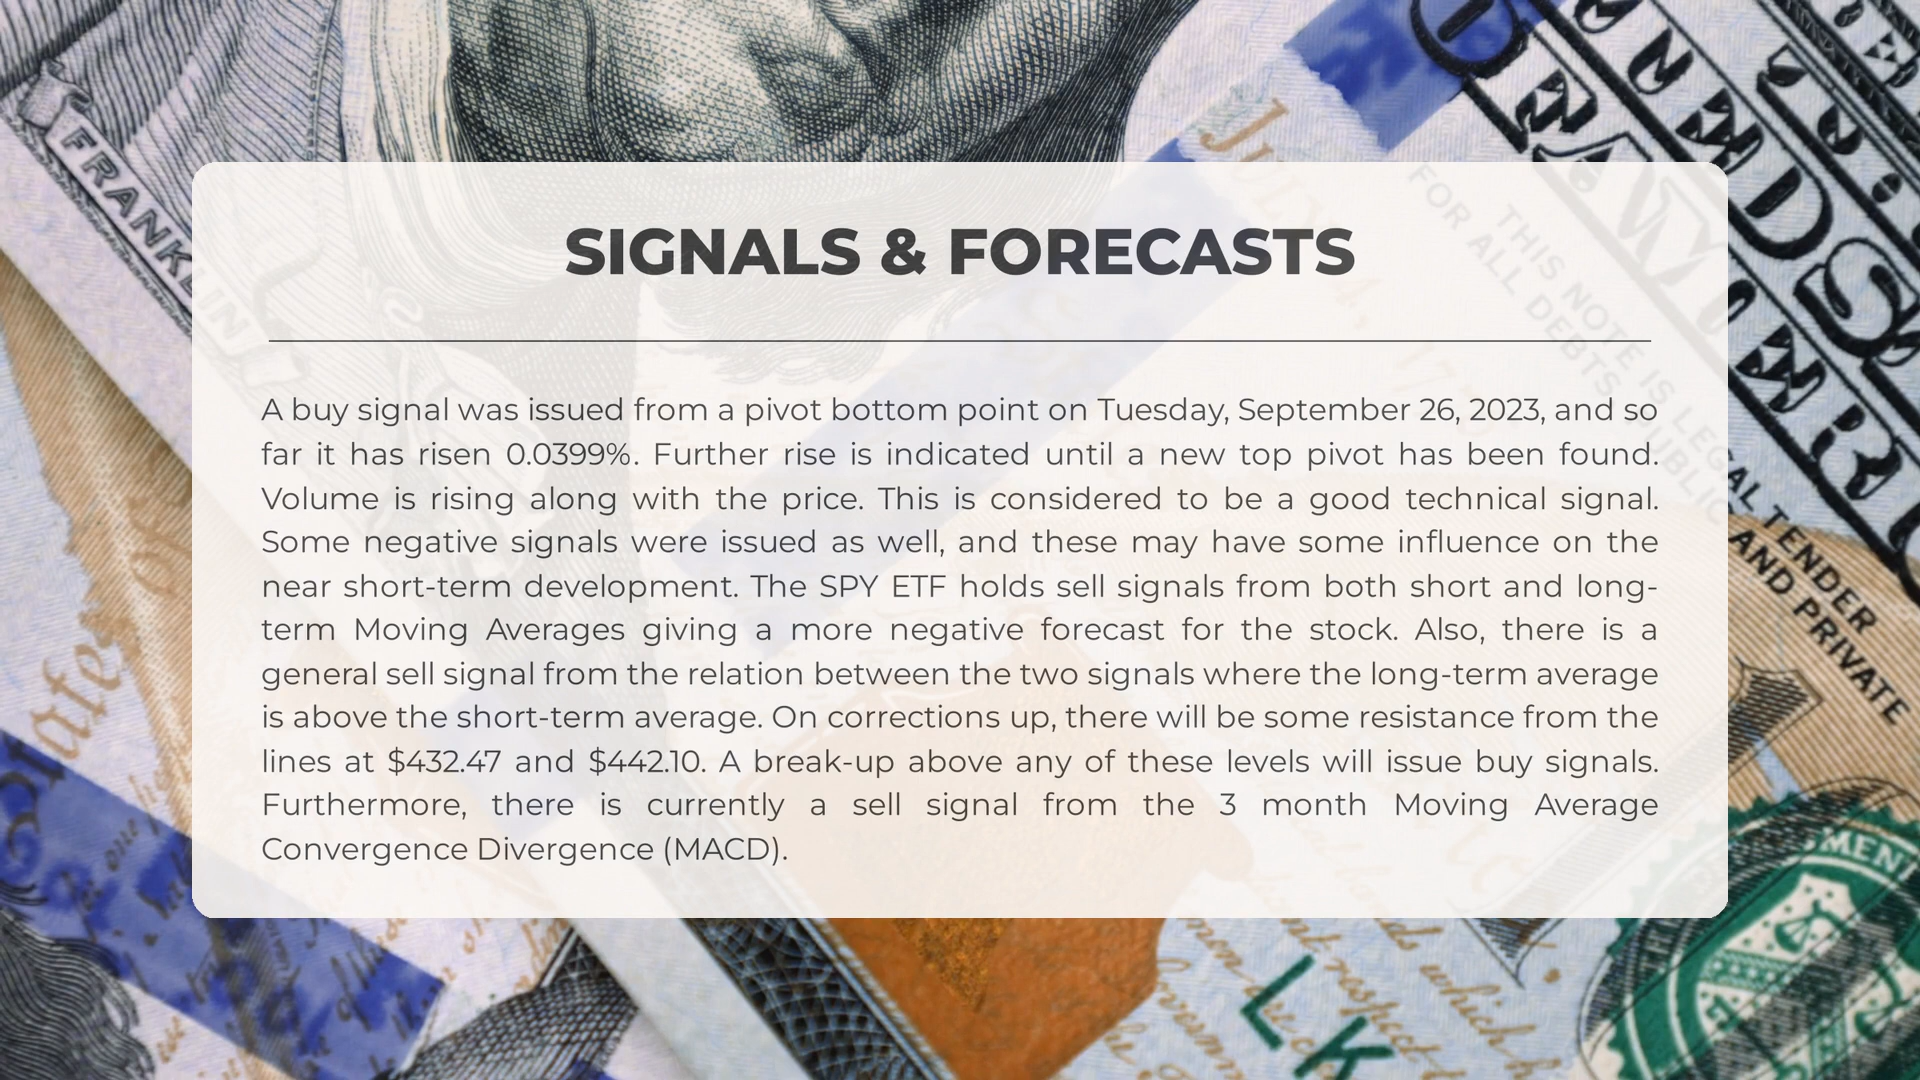 FRANKLIN
JULY 4, 17
THIS NOTE IS LEGAL TENDER
FOR ALL DEBTS PUBLIC AND PRIVATE
SIGNALS & FORECASTS
A buy signal was issued from a pivot bottom point on Tuesday, September 26, 2023, and so
far it has risen 0.0399%. Further rise is indicated until a new top pivot has been found.
Volume is rising along with the price. This is considered to be a good technical signal.
Some negative signals were issued as well, and these may have some influence on the
near short-term development. The SPY ETF holds sell signals from both short and long-
term Moving Averages giving a more negative forecast for the stock. Also, there is a
general sell signal from the relation between the two signals where the long-term average
is above the short-term average. On corrections up, there will be some resistance from the
lines at $432.47 and $442.10. A break-up above any of these levels will issue buy signals.
Furthermore, there is currently a sell signal from the 3 month Moving Average
Convergence Divergence (MACD).
L K